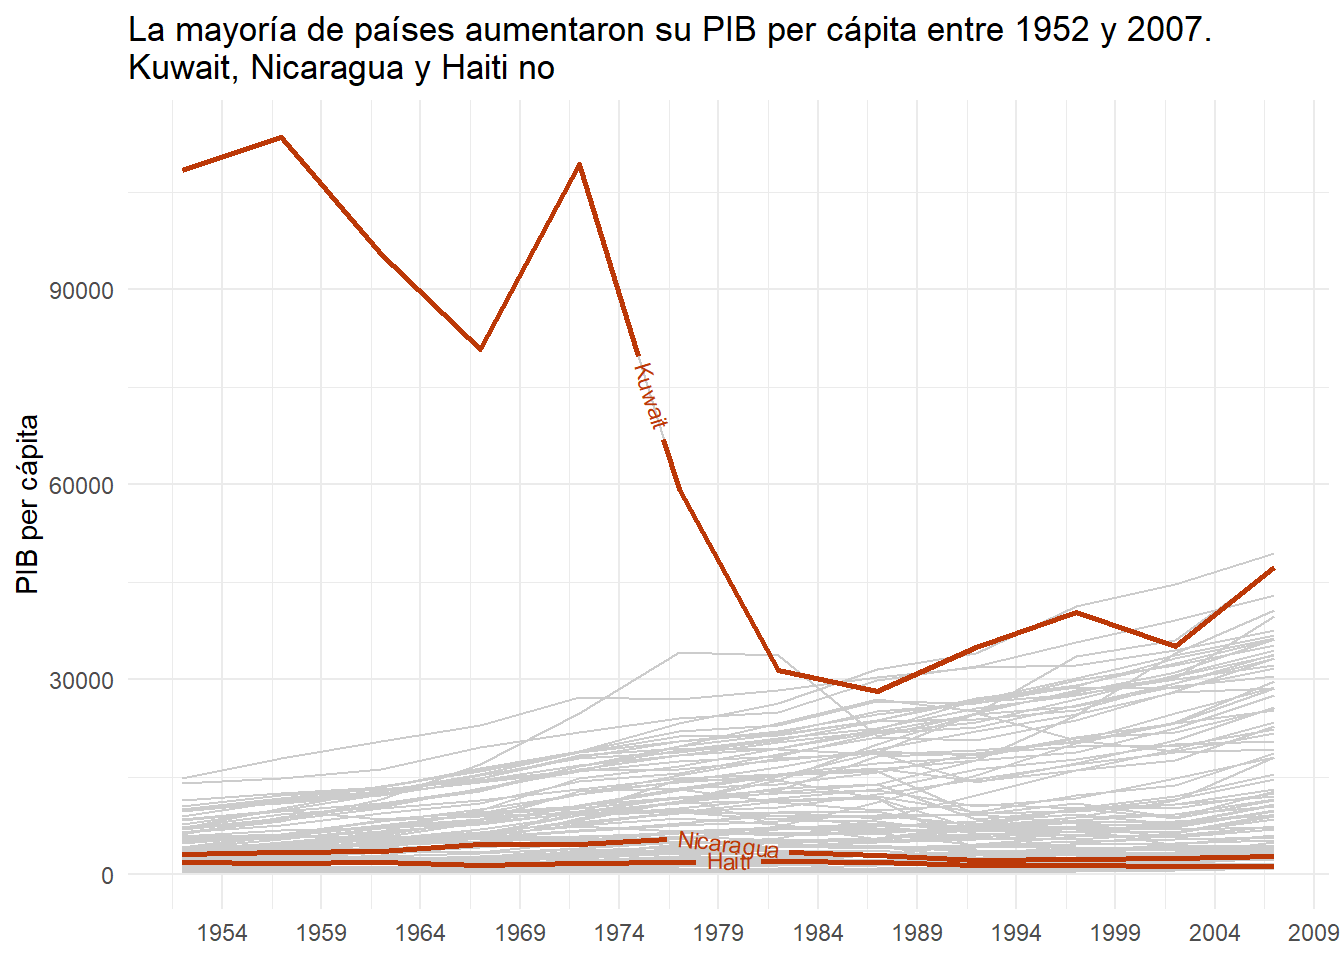 La mayoría de países aumentaron su PIB per cápita entre 1952 y 2007.
Kuwait, Nicaragua y Haiti no
PIB per cápita
90000
60000
30000
0
Kuwait
Nicaragua
Haiti
1954
1959
1964
1969
1974
1979
1984
1989
1994
1999
2004
2009